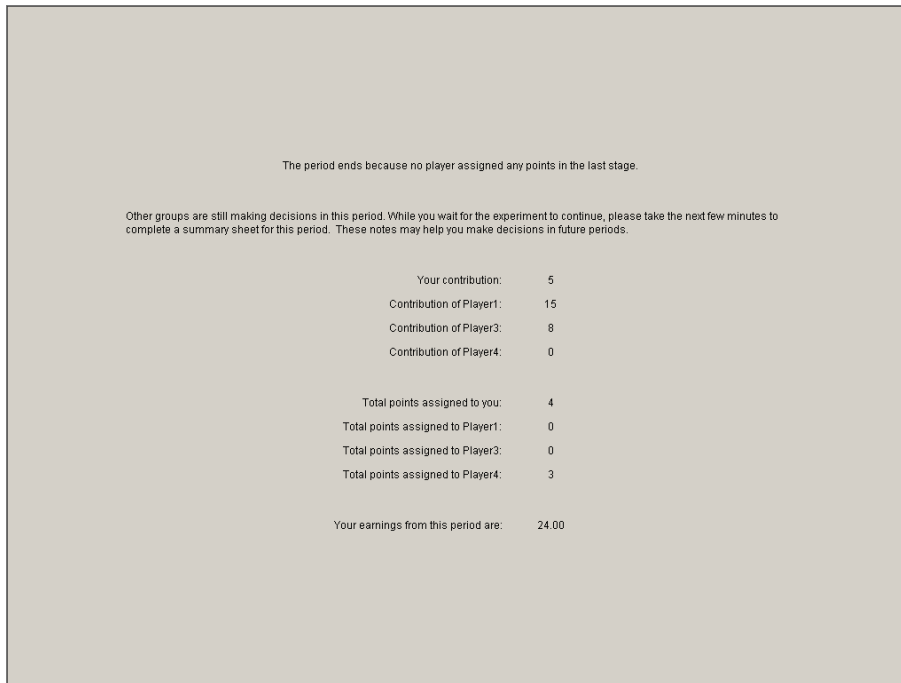 The period ends because no player assigned any points in the last stage.
Other groups are still making decisions in this period. While you wait for the experiment to continue, please take the next few minutes to
complete a summary sheet for this period. These notes may help you make decisions in future periods.
Your contribution: 5
Contribution of Player1: 15
Contribution of Player3: 8
Contribution of Player4: 0
Total points assigned to you: 4
Total points assigned to Player1: 0
Total points assigned to Player3: 0
Total points assigned to Player4: 3
Your earnings from this period are: 24.00